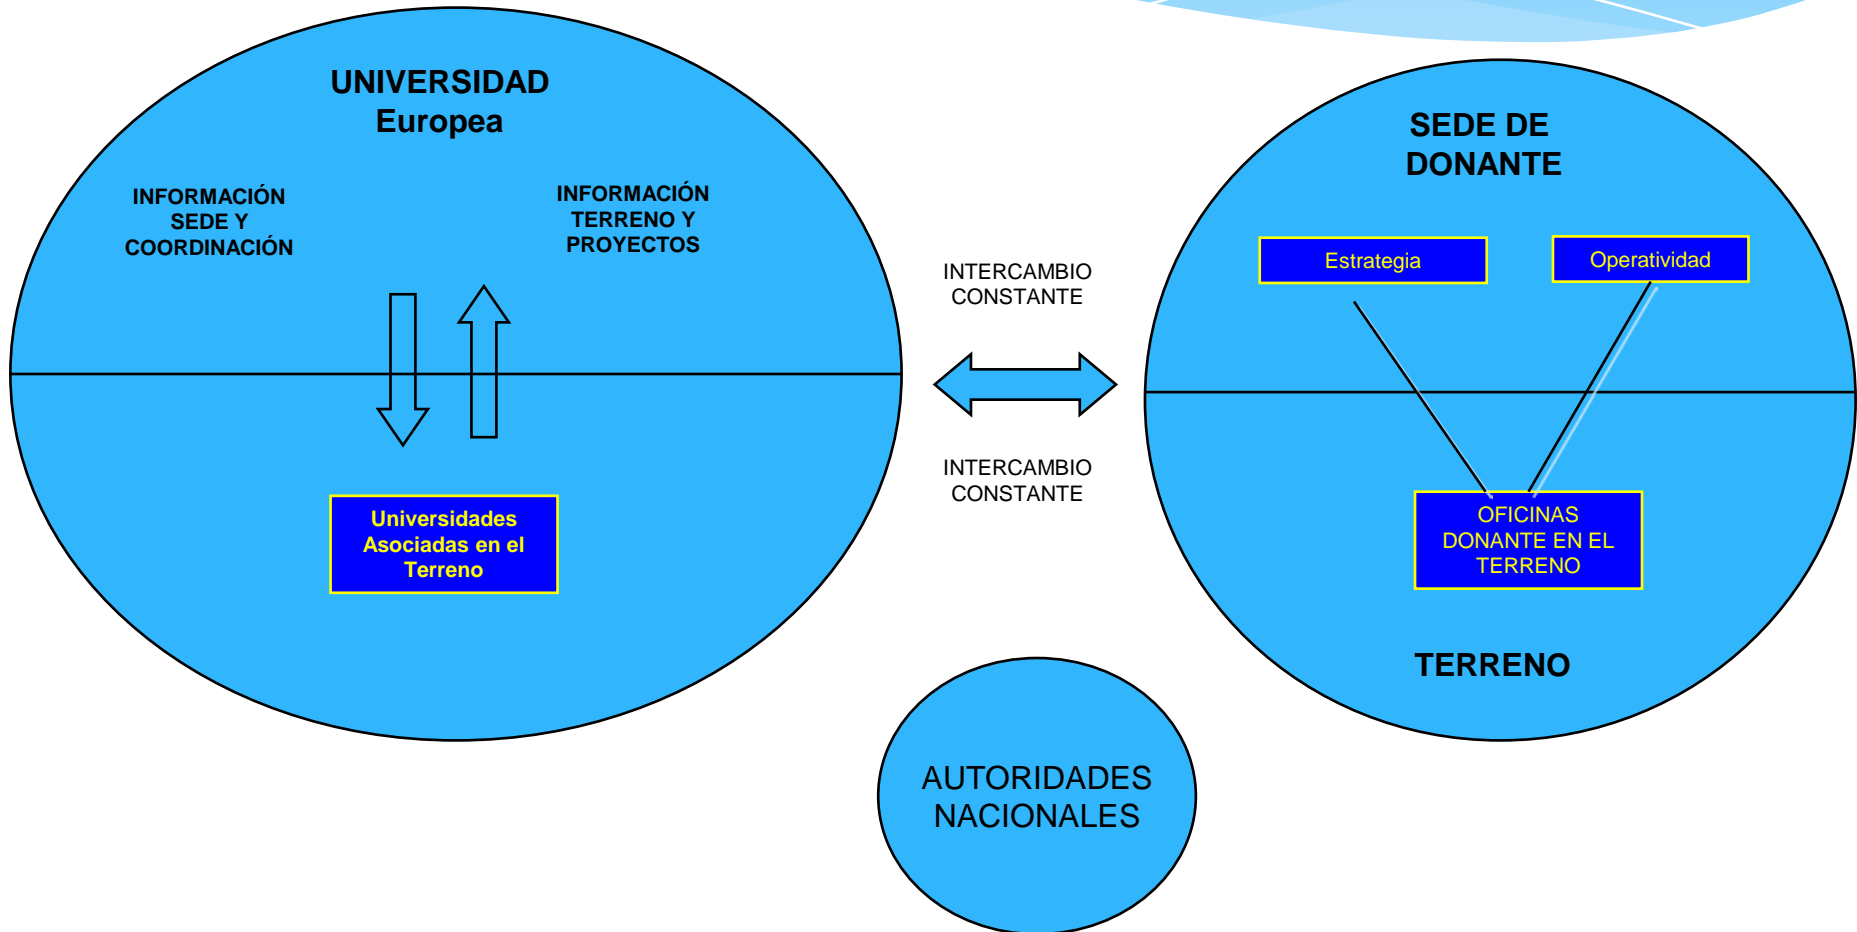 UNIVERSIDAD
Europea
INFORMACIÓN
SEDE Y
COORDINACIÓN
INFORMACIÓN
TERRENO Y
PROYECTOS
Universidades
Asociadas en el
Terreno
INTERCAMBIO
CONSTANTE
INTERCAMBIO
CONSTANTE
SEDE DE
DONANTE
Estrategia
Operatividad
OFICINAS
DONANTE EN EL
TERRENO
TERRENO
AUTORIDADES
NACIONALES